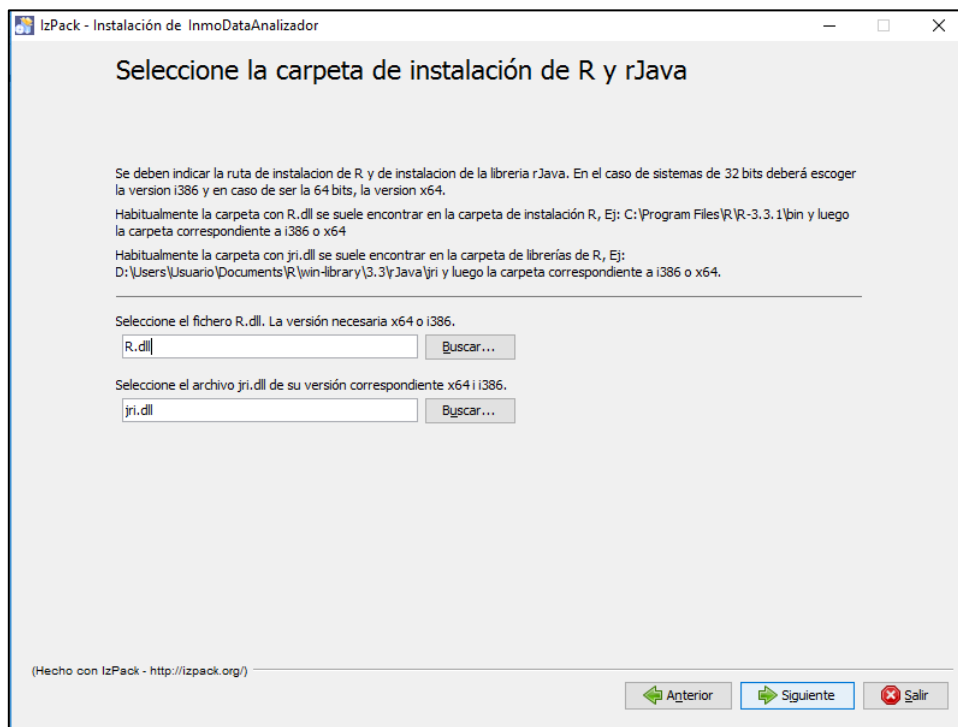 IzPack - Instalación de InmoDataAnalizador
Seleccione la carpeta de instalación de R y rJava
Se deben indicar la ruta de instalacion de R y de instalacion de la libreria rJava. En el caso de sistemas de 32 bits deberá escoger
la version i386 y en caso de ser la 64 bits, la version x64.
Habitualmente la carpeta con R.dll se suele encontrar en la carpeta de instalación R, Ej: C:\Program Files\R\R-3.3.1\bin y luego
la carpeta correspondiente a i386 o x64
Habitualmente la carpeta con jri.dll se suele encontrar en la carpeta de librerías de R, Ej:
D:\Users\Usuario\Documents\R\win-library\3.3\rJava\jri y luego la carpeta correspondiente a i386 o x64.
Seleccione el fichero R.dll. La versión necesaria x64 o i386.
R.dll
Buscar...
Seleccione el archivo jri.dll de su versión correspondiente x64 i i386.
jri.dll
Buscar...
(Hecho con IzPack - http://izpack.org/)
Anterior
Siguiente
Salir